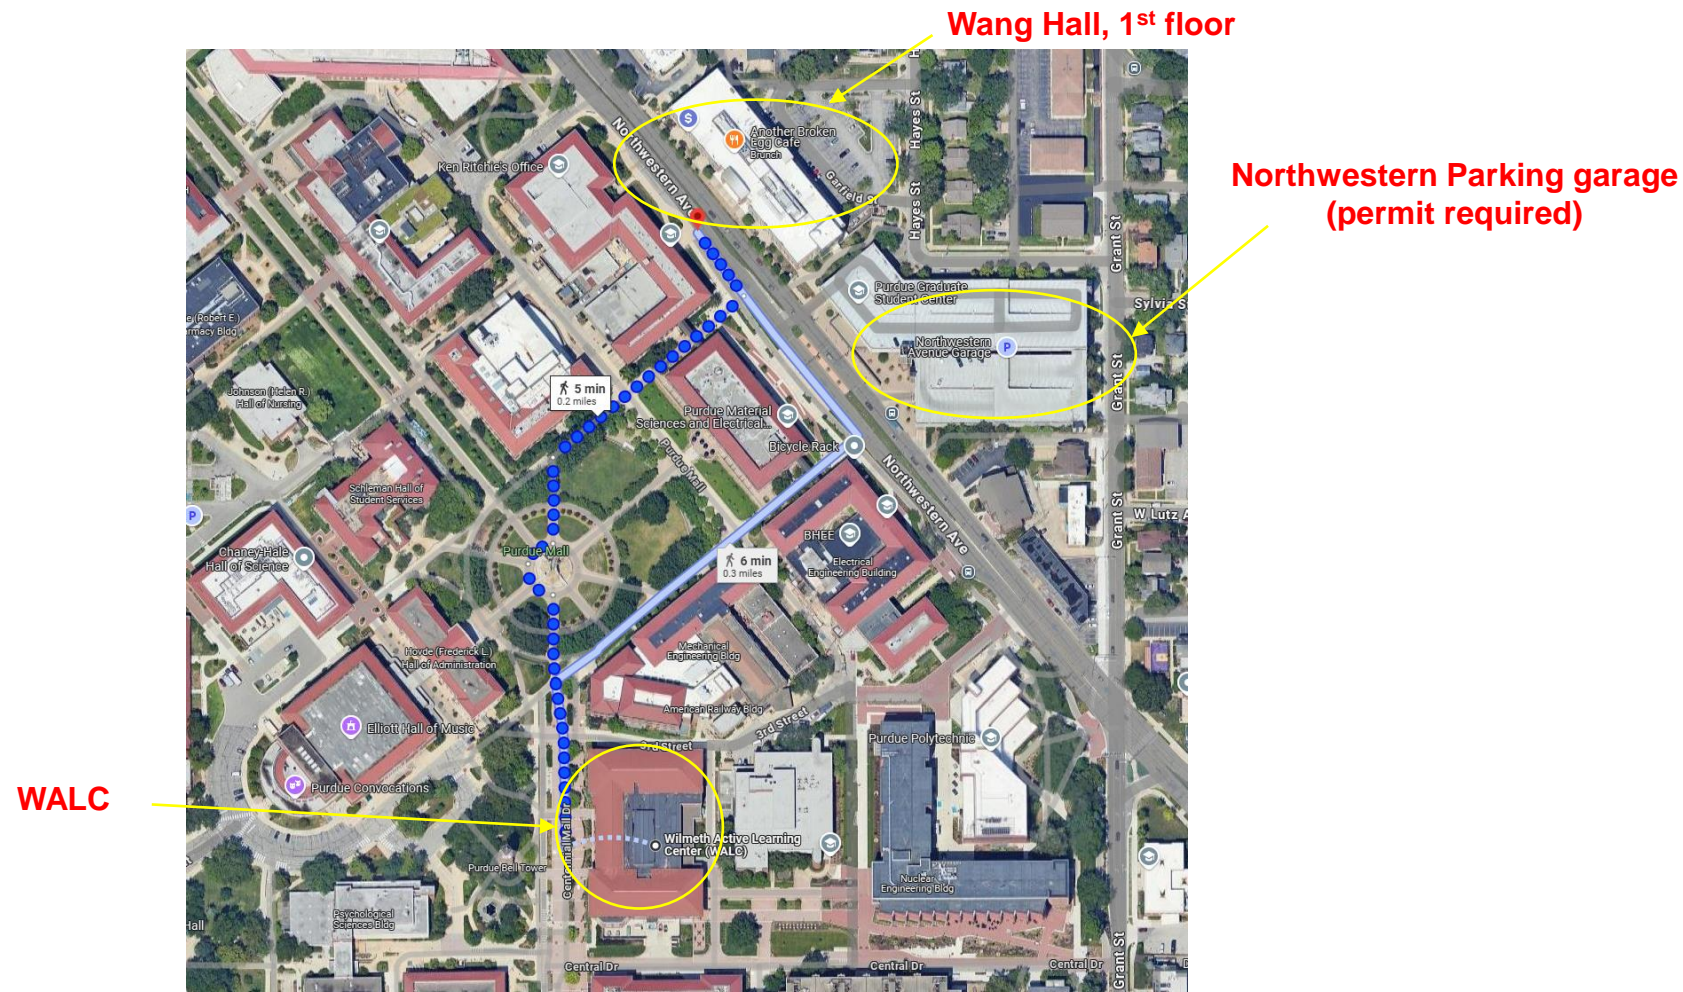 Wang Hall, 1st floor
Northwestern Parking garage
(permit required)
WALC
Northwestern Ave
$
Another Broken
Egg Cafe
Brunch
Hayes St
Ken Ritchie's Office
Garfield St
Hayes St
Grant St
Purdue Graduate
Student Center
Sylvia S
e (Robert E.)
rmacy Bldg
Northwestern
Avenue Garage
P
Grant St
5 min
0.2 miles
Johnson (Helen R.)
Hall of Nursing
Purdue Material
Sciences and Electrical...
Bicycle Rack
Purdue Mall
Northwestern Ave
Schleman Hall of
Student Services
P
Grant St
W Lutz A
BHEE
Chaney-Hale
Hall of Science
Purdue Mall
6 min
0.3 miles
Electrical
Engineering Building
Hovde (Frederick L.)
Hall of Administration
Mechanical
Engineering Bldg
American Railway Bldg
3rd Street
3rd Street
Elliott Hall of Music
Purdue Polytechnic
Purdue Convocations
Centennial Mall Dr
Wilmeth Active Learning
Center (WALC)
Purdue Bell Tower
Nuclear
Engineering Bldg
Psychological
Sciences Bldg
Hall
Grant St
Central Dr
Central Dr
Central Dr